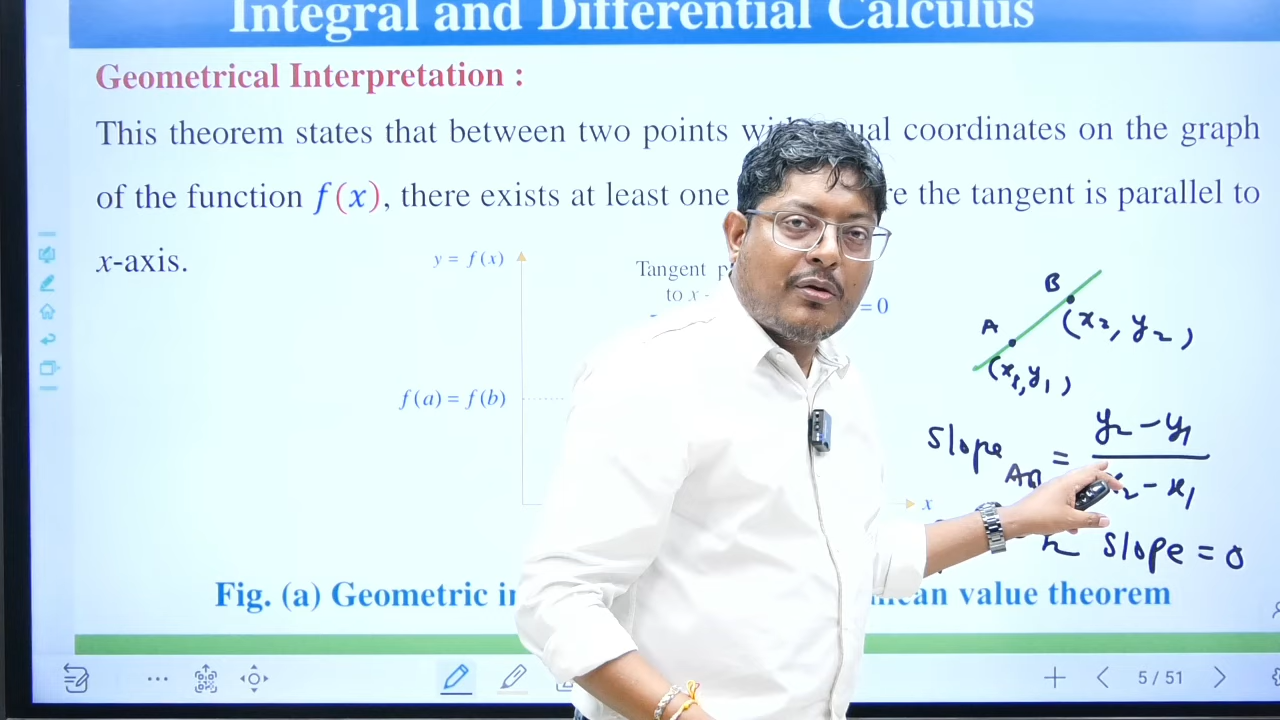 Integral and Differential Calculus
Geometrical Interpretation :
This theorem states that between two points coordinates on the graph
of the function f(x), there exists at least one the tangent is parallel to
x-axis.
y = f(x)
Tangent
to x -
= 0
f(a) = f(b)
x
B
(x₂, y₂)
A
(x₁, y₁)
Slope AB = y₂ - y₁
x₂ - x₁
Slope = 0
Fig. (a) Geometric mean value theorem
5 / 51